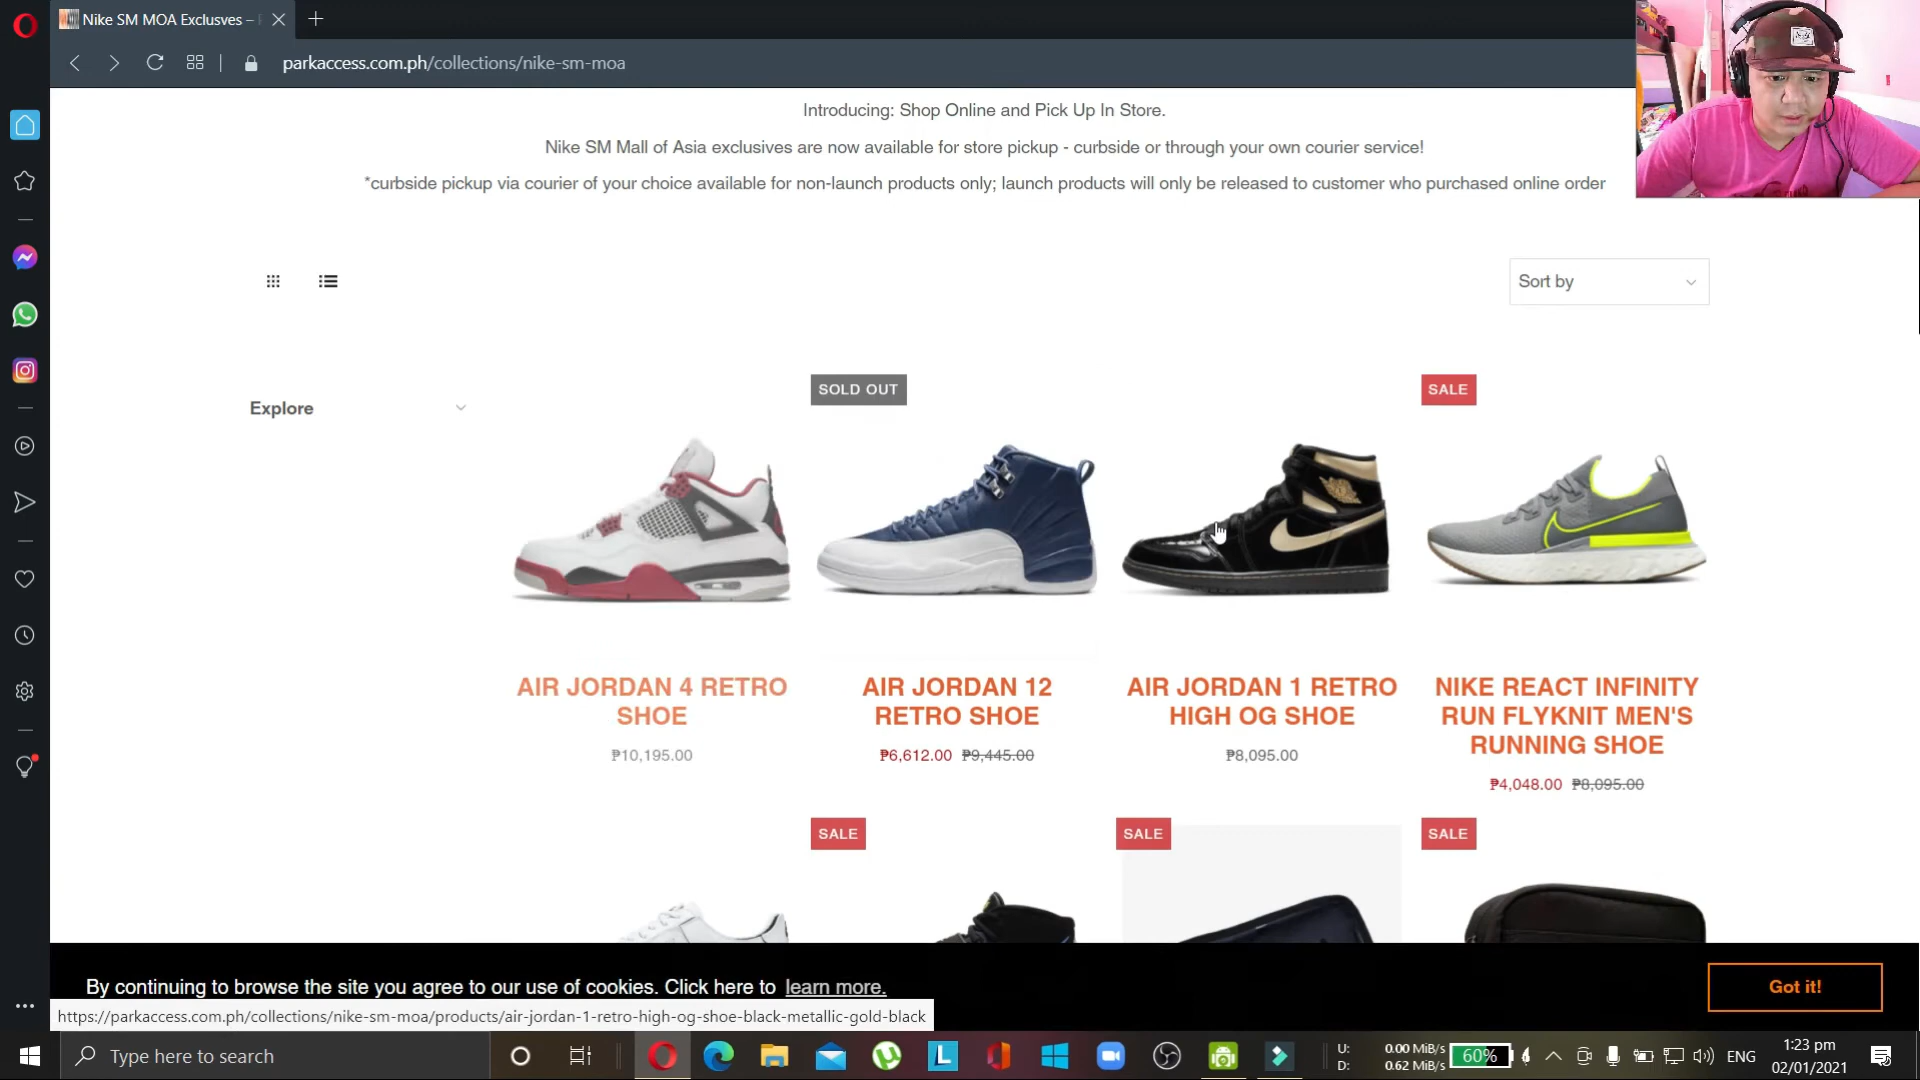 Nike SM MOA Exclusves –
parkaccess.com.ph/collections/nike-sm-moa
Introducing: Shop Online and Pick Up In Store.
Nike SM Mall of Asia exclusives are now available for store pickup - curbside or through your own courier service!
*curbside pickup via courier of your choice available for non-launch products only; launch products will only be released to customer who purchased online order
Sort by
Explore
SOLD OUT
SALE
AIR JORDAN 4 RETRO
SHOE
₱10,195.00
AIR JORDAN 12
RETRO SHOE
₱6,612.00 ₱9,445.00
AIR JORDAN 1 RETRO
HIGH OG SHOE
₱8,095.00
NIKE REACT INFINITY
RUN FLYKNIT MEN'S
RUNNING SHOE
₱4,048.00 ₱8,095.00
SALE
SALE
SALE
By continuing to browse the site you agree to our use of cookies. Click here to learn more.
Got it!
https://parkaccess.com.ph/collections/nike-sm-moa/products/air-jordan-1-retro-high-og-shoe-black-metallic-gold-black
Type here to search
L
U: 0.00 MiB/s
D: 0.62 MiB/s
60%
ENG
1:23 pm
02/01/2021